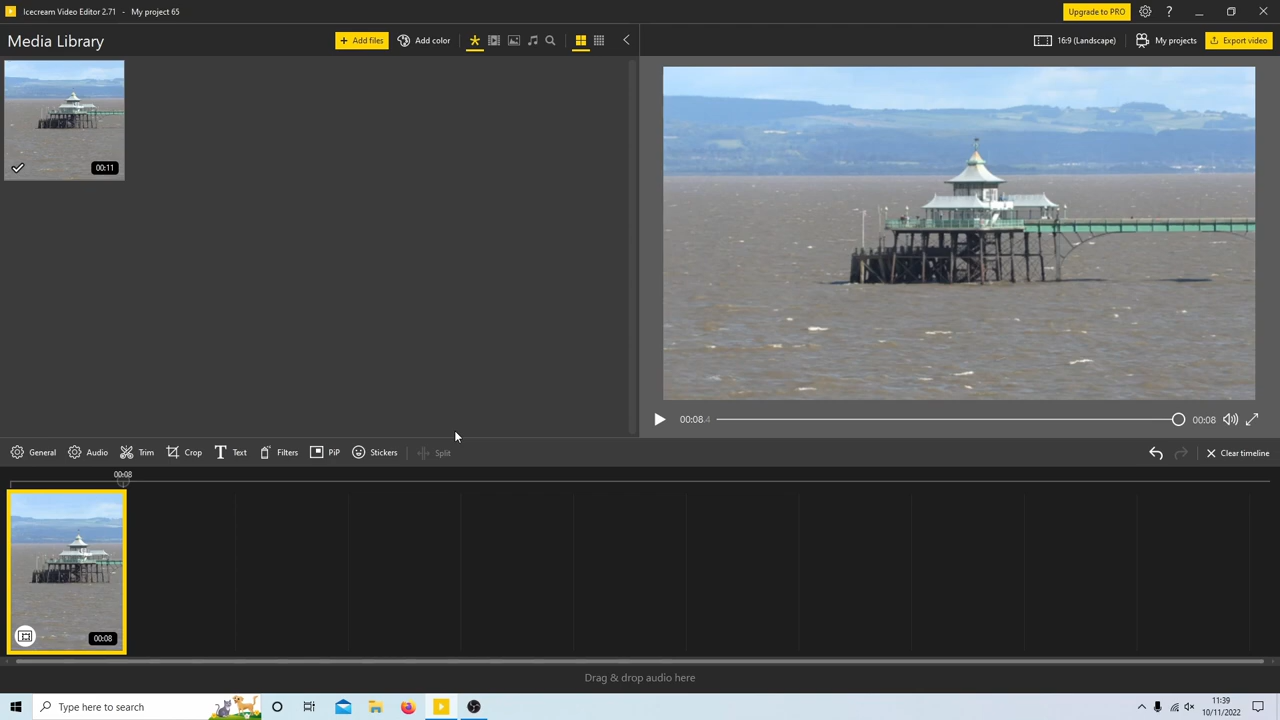 Icecream Video Editor 2.71 - My project 65
Upgrade to PRO
?
Media Library
+ Add files
Add color
16:9 (Landscape)
My projects
Export video
00:11
00:08.4
00:08
General
Audio
Trim
Crop
Text
Filters
PiP
Stickers
Split
Clear timeline
00:08
00:08
Drag & drop audio here
Type here to search
11:39
10/11/2022